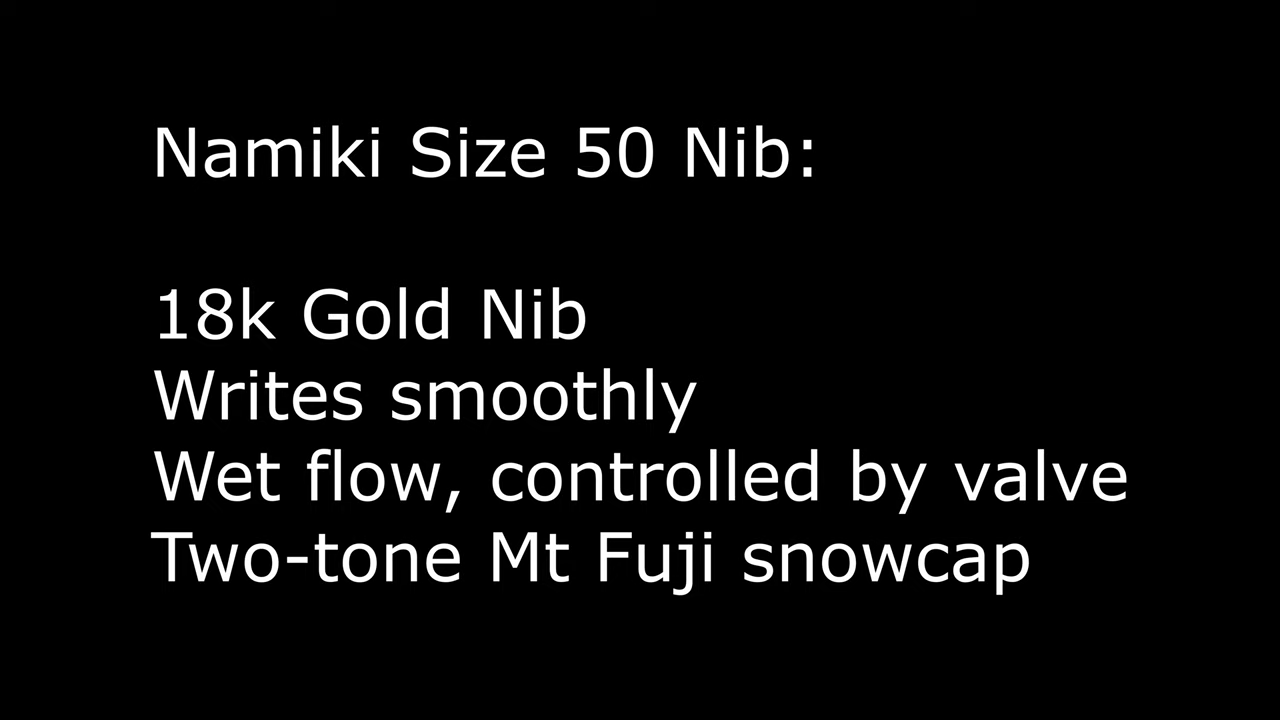 Namiki Size 50 Nib:
18k Gold Nib
Writes smoothly
Wet flow, controlled by valve
Two-tone Mt Fuji snowcap